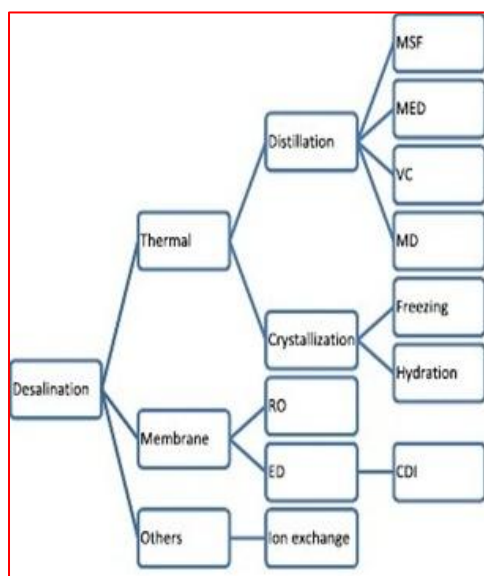 MSF
MED
Distillation
VC
Thermal
MD
Freezing
Crystallization
Hydration
Desalination
RO
Membrane
ED
CDI
Others
Ion exchange